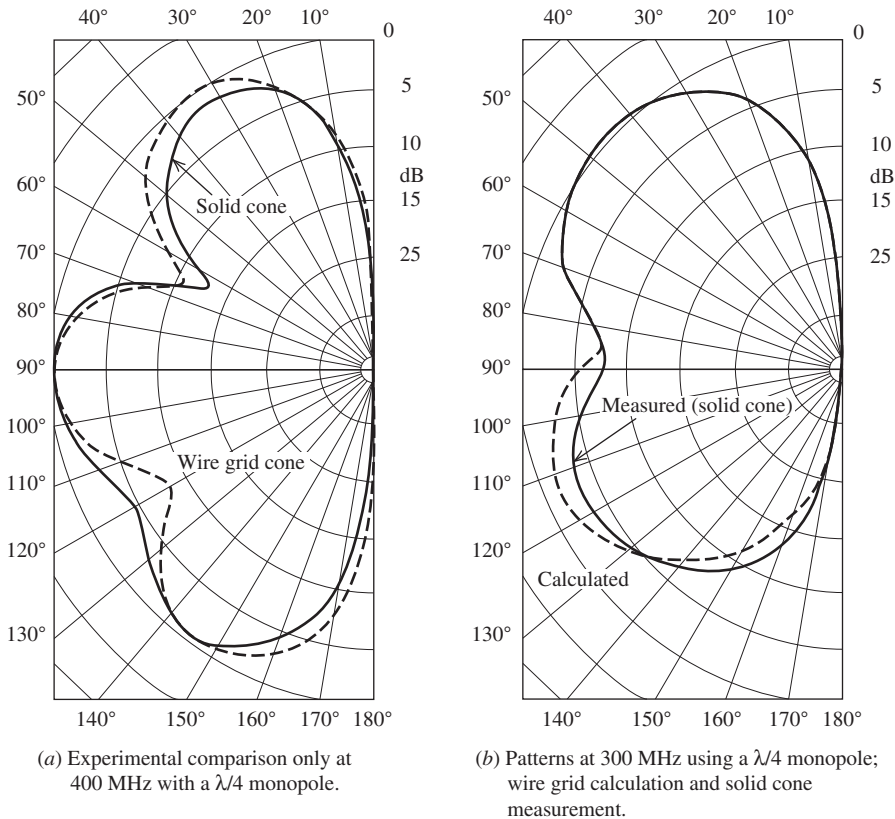 40° 30° 20° 10° 0
50° 5
10
60° dB
15
Solid cone
70° 25
80°
90°
100°
Wire grid cone
110°
120°
130°
140° 150° 160° 170° 180°
(a) Experimental comparison only at
400 MHz with a λ/4 monopole.
40° 30° 20° 10° 0
50° 5
10
60° dB
15
70° 25
80°
90°
Measured (solid cone)
100°
110°
120°
Calculated
130°
140° 150° 160° 170° 180°
(b) Patterns at 300 MHz using a λ/4 monopole;
wire grid calculation and solid cone
measurement.